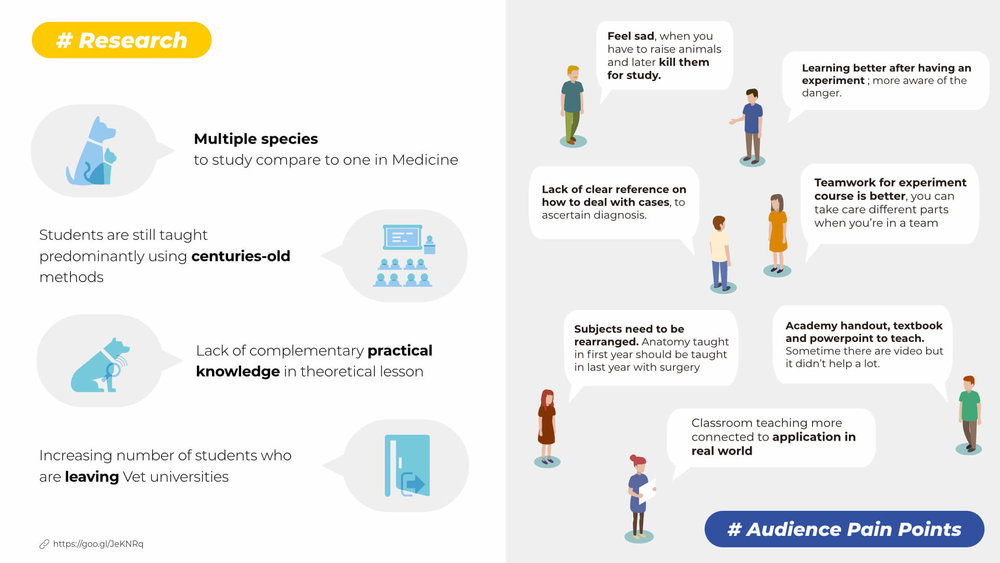 # Research
Multiple species
to study compare to one in Medicine
Students are still taught
predominantly using centuries-old
methods
Lack of complementary practical
knowledge in theoretical lesson
Increasing number of students who
are leaving Vet universities
https://goo.gl/JeKNRq
Feel sad, when you
have to raise animals
and later kill them
for study.
Learning better after having an
experiment ; more aware of the
danger.
Lack of clear reference on
how to deal with cases, to
ascertain diagnosis.
Teamwork for experiment
course is better, you can
take care different parts
when you're in a team
Subjects need to be
rearranged. Anatomy taught
in first year should be taught
in last year with surgery
Academy handout, textbook
and powerpoint to teach.
Sometime there are video but
it didn't help a lot.
Classroom teaching more
connected to application in
real world
# Audience Pain Points